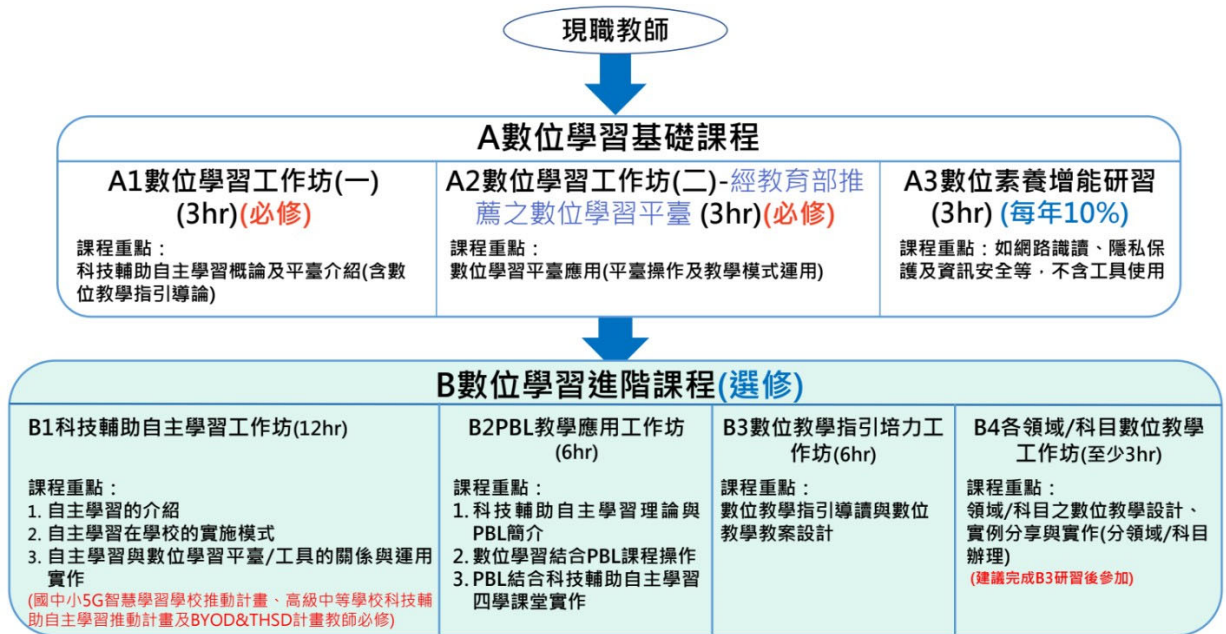 現職教師
A數位學習基礎課程
A1數位學習工作坊(一)
(3hr)(必修)
課程重點：
科技輔助自主學習概論及平臺介紹(含數
位教學指引導論)
A2數位學習工作坊(二)-經教育部推
薦之數位學習平臺 (3hr)(必修)
課程重點：
數位學習平臺應用(平臺操作及教學模式運用)
A3數位素養增能研習
(3hr) (每年10%)
課程重點：如網路識讀、隱私保
護及資訊安全等，不含工具使用
B數位學習進階課程(選修)
B1科技輔助自主學習工作坊(12hr)
課程重點：
1. 自主學習的介紹
2. 自主學習在學校的實施模式
3. 自主學習與數位學習平臺/工具的關係與運用
實作
(國中小5G智慧學習學校推動計畫、高級中等學校科技輔
助自主學習推動計畫及BYOD&THSD計畫教師必修)
B2PBL教學應用工作坊
(6hr)
課程重點：
1. 科技輔助自主學習理論與
PBL簡介
2. 數位學習結合PBL課程操作
3. PBL結合科技輔助自主學習
四學課堂實作
B3數位教學指引培力工
作坊(6hr)
課程重點：
數位教學指引導讀與數位
教學教案設計
B4各領域/科目數位教學
工作坊(至少3hr)
課程重點：
領域/科目之數位教學設計、
實例分享與實作(分領域/科目
辦理)
(建議完成B3研習後參加)